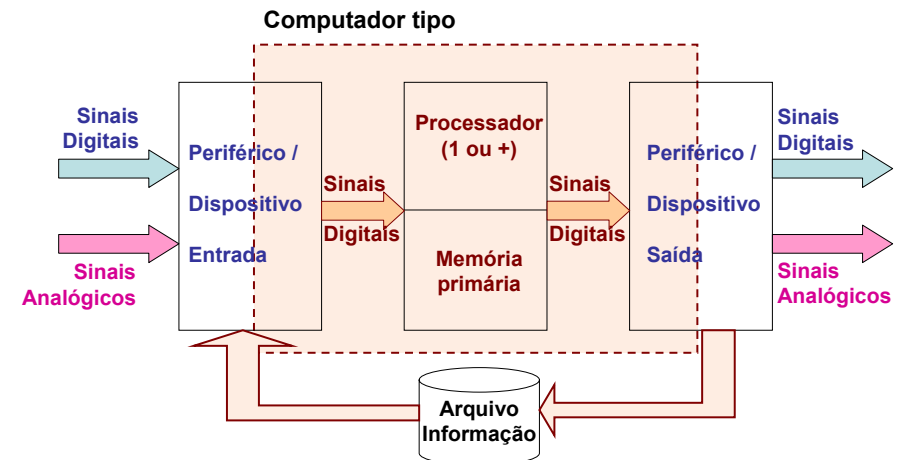 Computador tipo
Sinais
Digitais
Sinais
Analógicos
Periférico /
Dispositivo
Entrada
Sinais
Digitais
Processador
(1 ou +)
Memória
primária
Sinais
Digitais
Periférico /
Dispositivo
Saída
Sinais
Digitais
Sinais
Analógicos
Arquivo
Informação